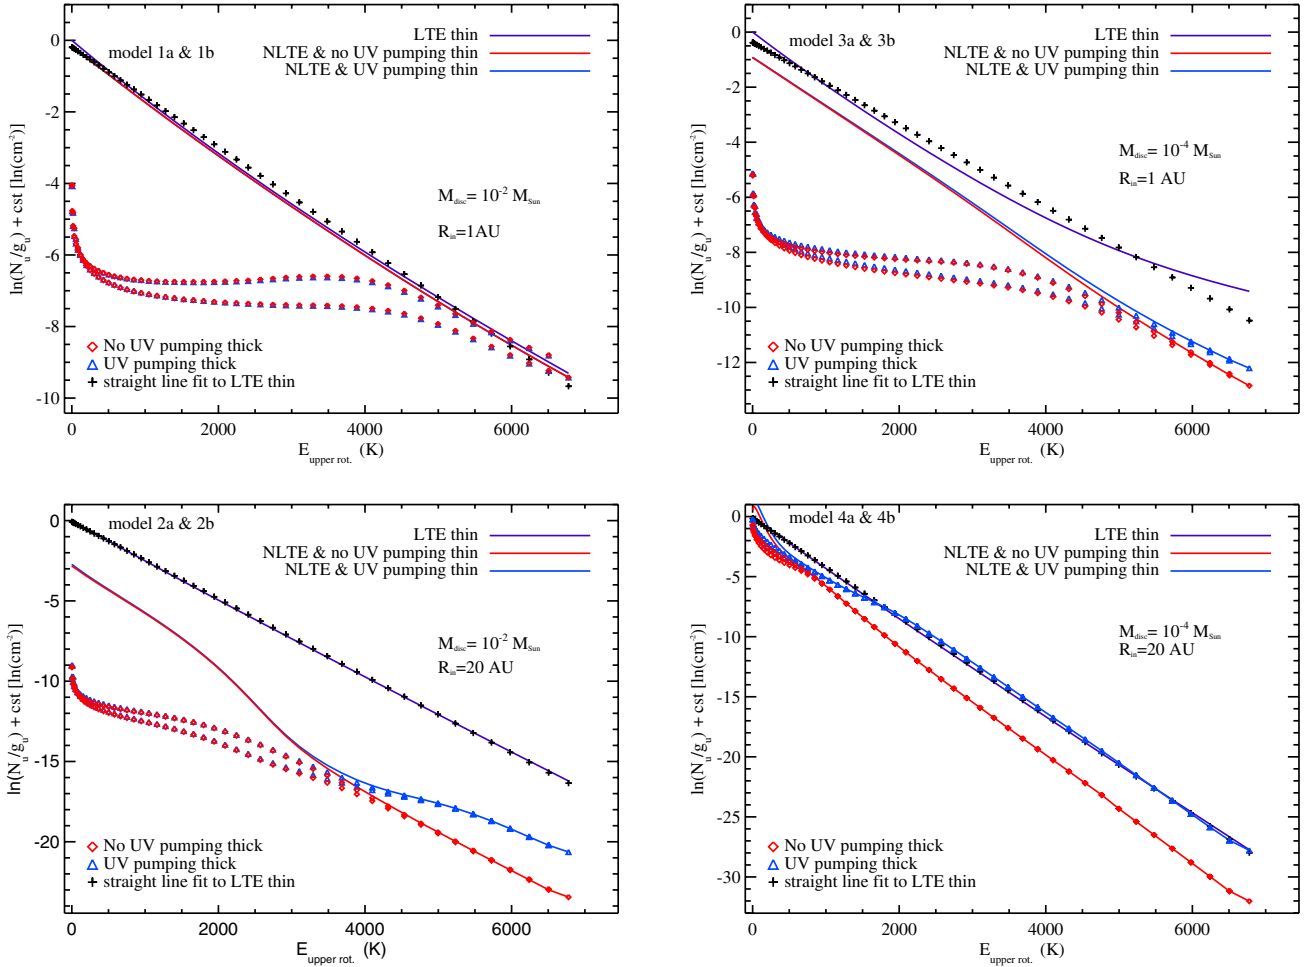 model 1a & 1b
LTE thin
NLTE & no UV pumping thin
NLTE & UV pumping thin
M_disc= 10^-2 M_Sun
R_in=1AU
No UV pumping thick
UV pumping thick
straight line fit to LTE thin
0
-2
-4
-6
-8
-10
ln(N_u/g_u) + cst [ln(cm^-2)]
0 2000 4000 6000
E_upper rot. (K)
model 3a & 3b
LTE thin
NLTE & no UV pumping thin
NLTE & UV pumping thin
M_disc= 10^-4 M_Sun
R_in=1 AU
No UV pumping thick
UV pumping thick
straight line fit to LTE thin
0
-2
-4
-6
-8
-10
-12
ln(N_u/g_u) + cst [ln(cm^-2)]
0 2000 4000 6000
E_upper rot. (K)
model 2a & 2b
LTE thin
NLTE & no UV pumping thin
NLTE & UV pumping thin
M_disc= 10^-2 M_Sun
R_in=20 AU
No UV pumping thick
UV pumping thick
straight line fit to LTE thin
0
-5
-10
-15
-20
ln(N_u/g_u) + cst [ln(cm^-2)]
0 2000 4000 6000
E_upper rot. (K)
model 4a & 4b
LTE thin
NLTE & no UV pumping thin
NLTE & UV pumping thin
M_disc= 10^-4 M_Sun
R_in=20 AU
No UV pumping thick
UV pumping thick
straight line fit to LTE thin
0
-5
-10
-15
-20
-25
-30
ln(N_u/g_u) + cst [ln(cm^-2)]
0 2000 4000 6000
E_upper rot. (K)